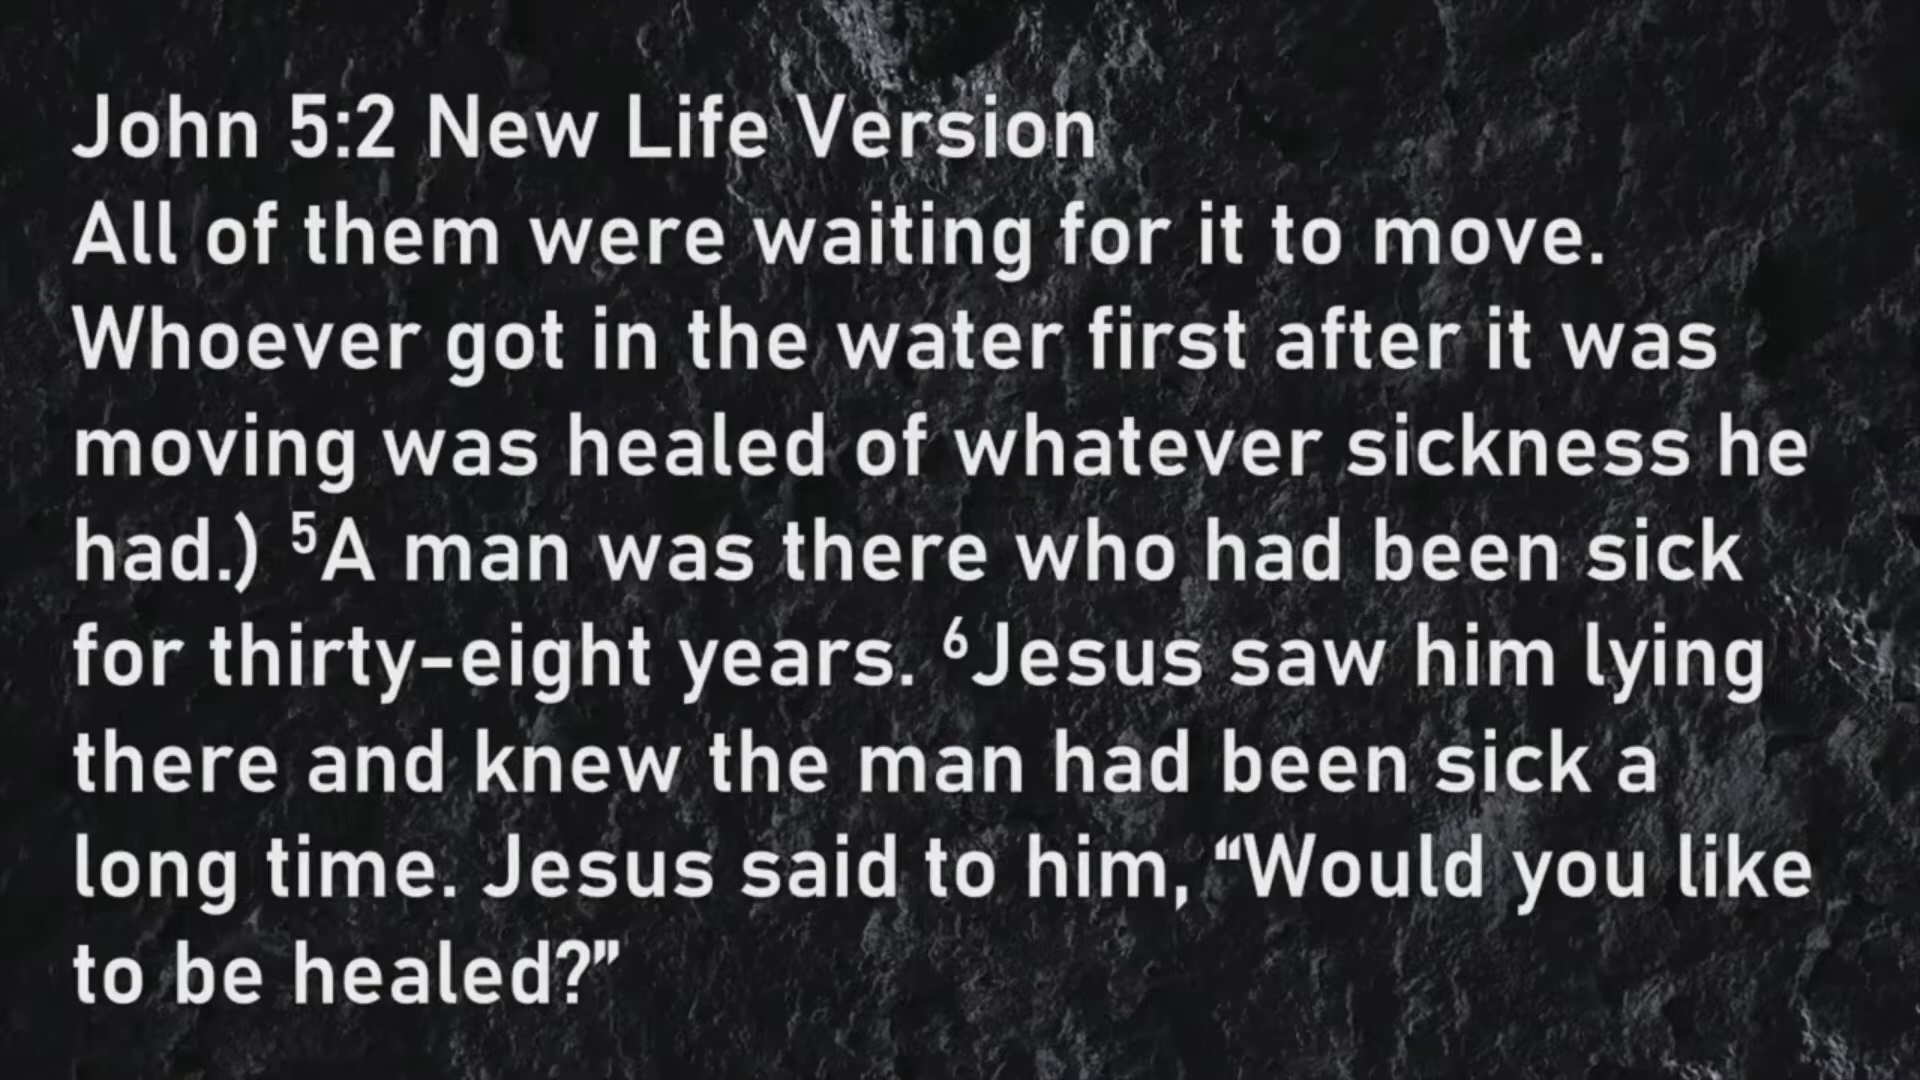 John 5:2 New Life Version
All of them were waiting for it to move.
Whoever got in the water first after it was
moving was healed of whatever sickness he
had.) ⁵A man was there who had been sick
for thirty-eight years. ⁶Jesus saw him lying
there and knew the man had been sick a
long time. Jesus said to him, “Would you like
to be healed?”